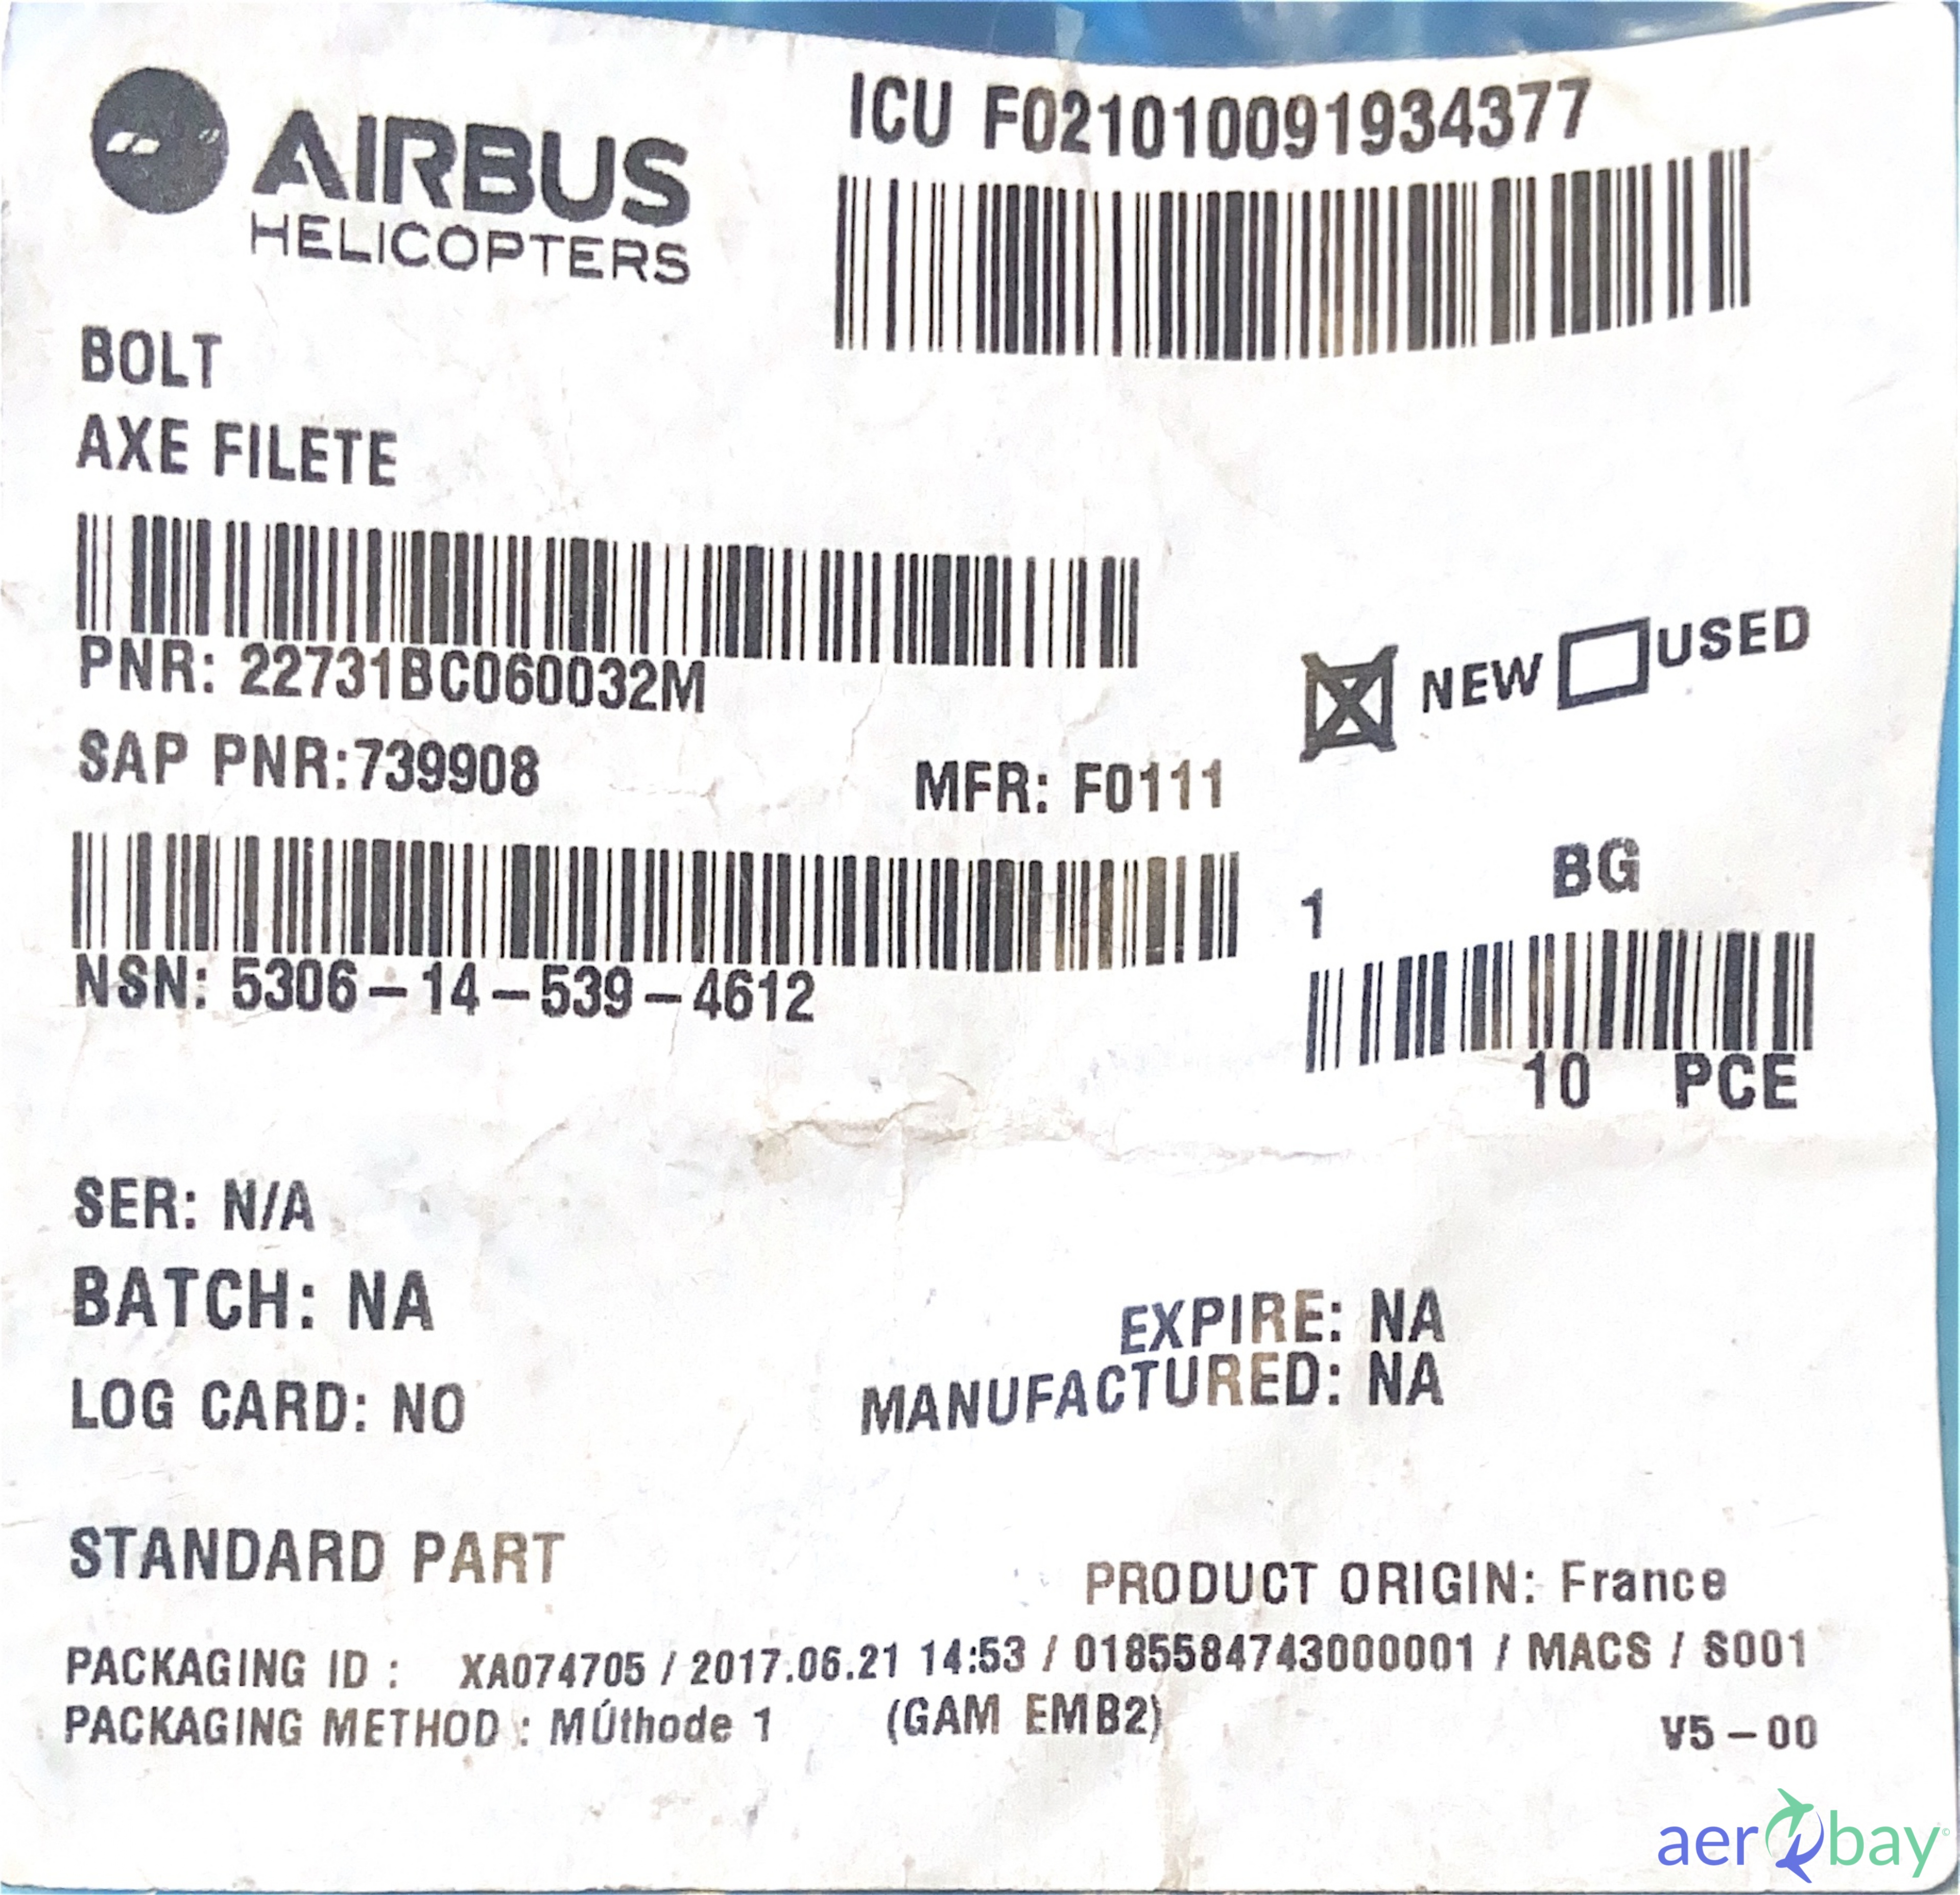 AIRBUS
HELICOPTERS
ICU F021010091934377
BOLT
AXE FILETE
PNR: 22731BC060032M
NEW USED
SAP PNR:739908
MFR: F0111
BG
1
NSN: 5306-14-539-4612
10 PCE
SER: N/A
BATCH: NA
EXPIRE: NA
MANUFACTURED: NA
LOG CARD: NO
STANDARD PART
PRODUCT ORIGIN: France
PACKAGING ID : XA074705 / 2017.06.21 14:53 / 0185584743000001 / MACS / S001
PACKAGING METHOD : MÚthode 1 (GAM EMB2)
V5-00
aerobay